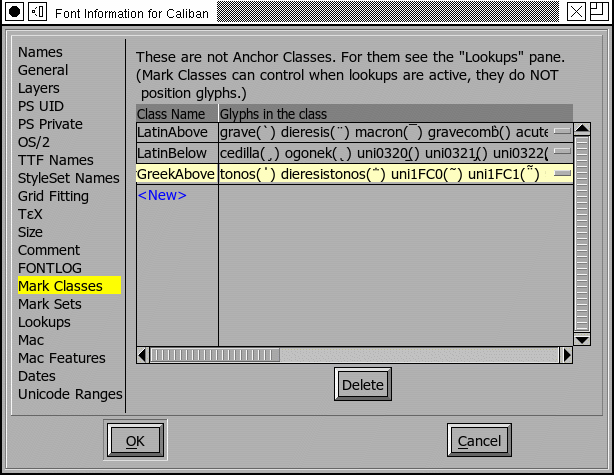 Font Information for Caliban
Names
General
Layers
PS UID
PS Private
OS/2
TTF Names
StyleSet Names
Grid Fitting
ΤεΧ
Size
Comment
FONTLOG
Mark Classes
Mark Sets
Lookups
Mac
Mac Features
Dates
Unicode Ranges
These are not Anchor Classes. For them see the "Lookups" pane.
(Mark Classes can control when lookups are active, they do NOT
position glyphs.)
Class Name Glyphs in the class
LatinAbove grave(`) dieresis(¨) macron(¯) gravecomb(̀) acute
LatinBelow cedilla(¸) ogonek(˛) uni0320(̠) uni0321(̡) uni0322(
GreekAbove tonos(΄) dieresistonos(΅) uni1FC0(῀) uni1FC1(῁)
<New>
Delete
OK
Cancel